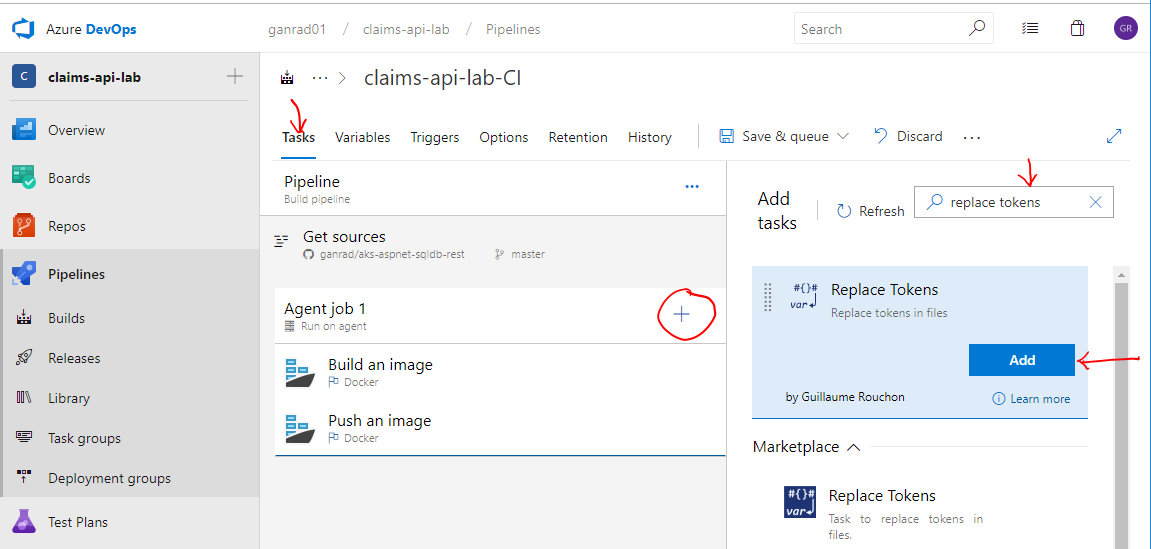 Azure DevOps
ganrad01 / claims-api-lab / Pipelines
Search
GR
C claims-api-lab
Overview
Boards
Repos
Pipelines
Builds
Releases
Library
Task groups
Deployment groups
Test Plans
... > claims-api-lab-CI
Tasks Variables Triggers Options Retention History
Save & queue
Discard
...
Pipeline
Build pipeline
...
Get sources
ganrad/aks-aspnet-sqldb-rest master
Agent job 1
Run on agent
Build an image
Docker
Push an image
Docker
Add
tasks
Refresh
replace tokens
#{}#
var
Replace Tokens
Replace tokens in files
Add
by Guillaume Rouchon
Learn more
Marketplace
#{}#
var
Replace Tokens
Task to replace tokens in
files.